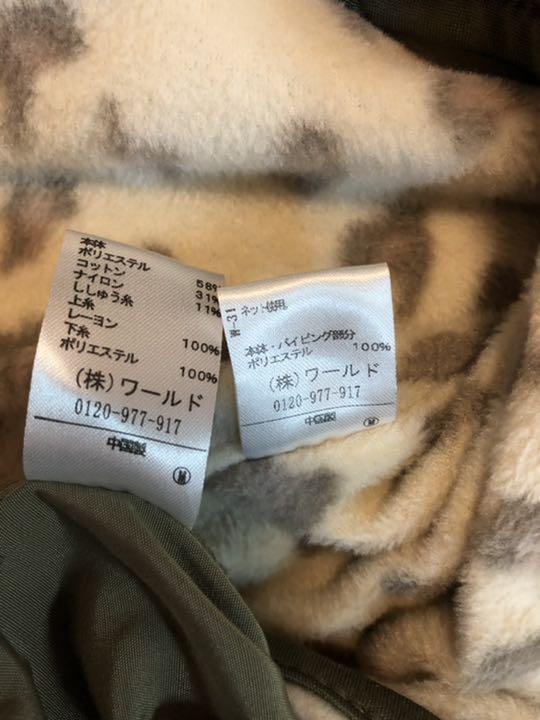 本体
ポリエステル 58%
コットン 31%
ナイロン 11%
ししゅう糸
上糸
レーヨン 100%
下糸
ポリエステル 100%
(株)ワールド
0120-977-917
中国製
W-31
ネット使用。
本体・パイピング部分
ポリエステル 100%
(株)ワールド
0120-977-917
中国製